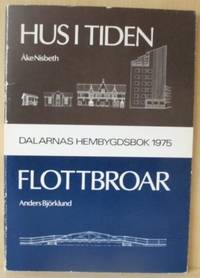 HUS I TIDEN
Åke Nisbeth
DALARNAS HEMBYGDSBOK 1975
FLOTTBROAR
Anders Björklund